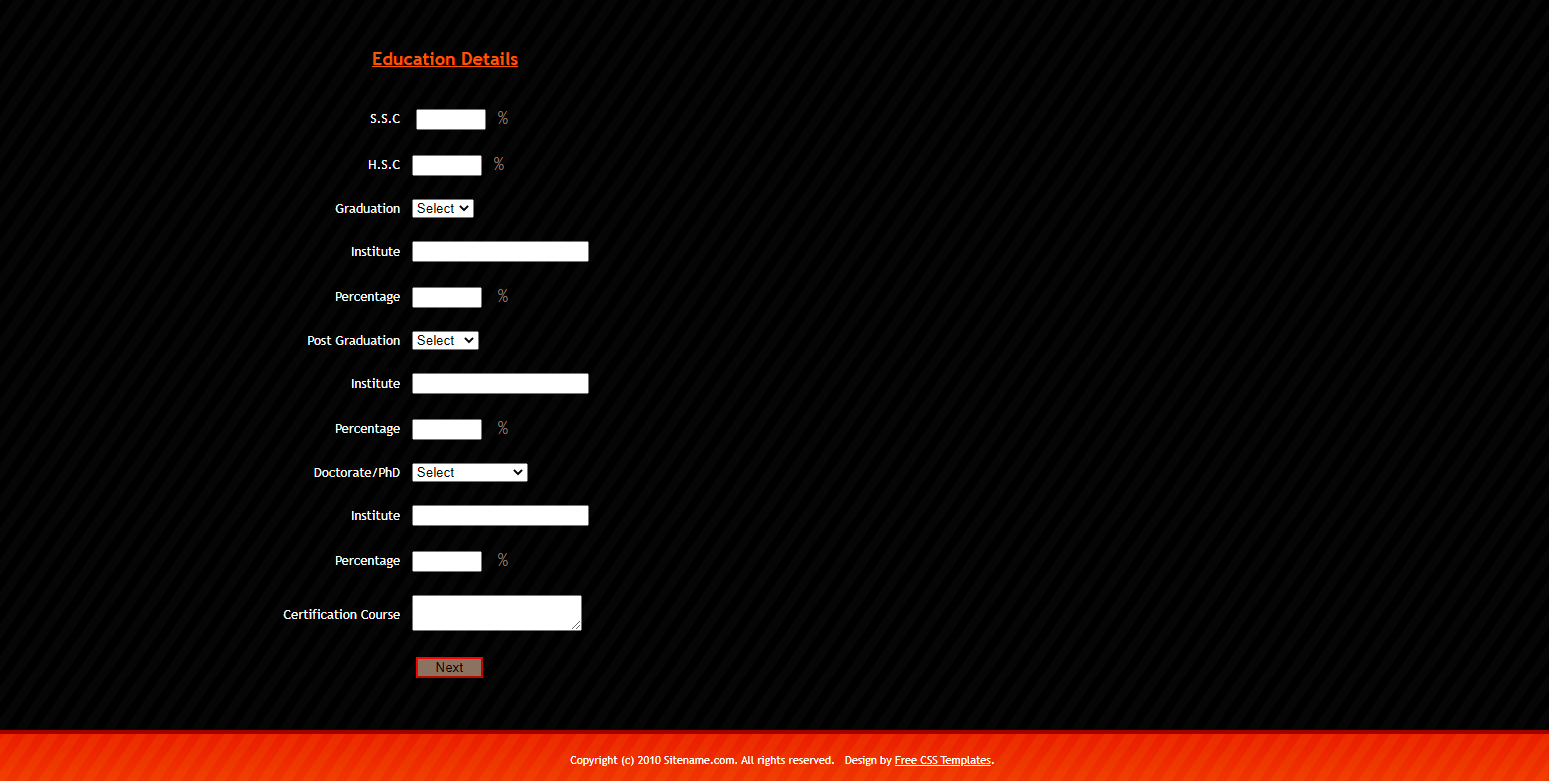 Education Details
S.S.C %
H.S.C %
Graduation Select
Institute
Percentage %
Post Graduation Select
Institute
Percentage %
Doctorate/PhD Select
Institute
Percentage %
Certification Course
Next
Copyright (c) 2010 Sitename.com. All rights reserved. Design by Free CSS Templates.